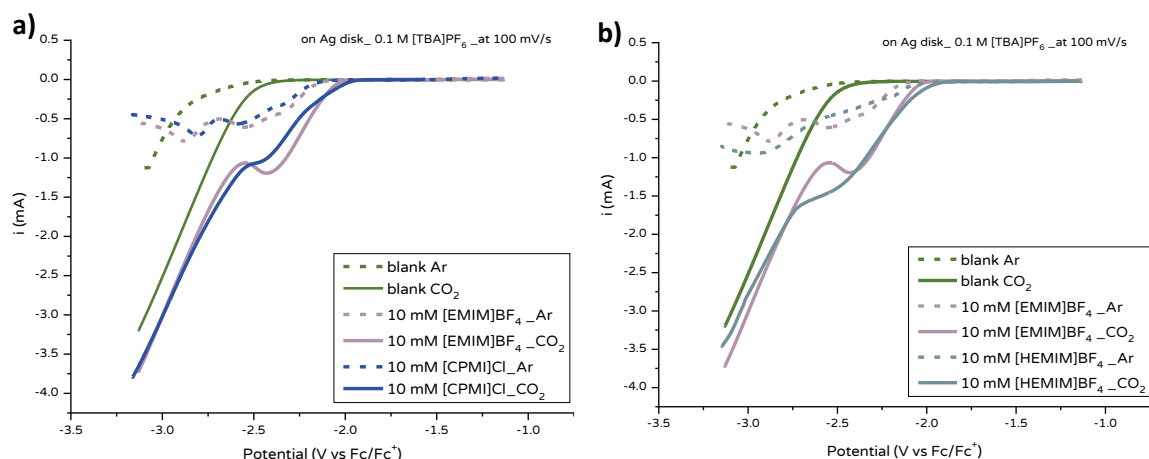 a)
on Ag disk_ 0.1 M [TBA]PF6 _at 100 mV/s
0.5
0.0
-0.5
-1.0
-1.5
-2.0
-2.5
-3.0
-3.5
-4.0
i (mA)
blank Ar
blank CO2
10 mM [EMIM]BF4 _Ar
10 mM [EMIM]BF4 _CO2
10 mM [CPMI]Cl_Ar
10 mM [CPMI]Cl_CO2
-3.5 -3.0 -2.5 -2.0 -1.5 -1.0
Potential (V vs Fc/Fc+)
b)
on Ag disk_ 0.1 M [TBA]PF6 _at 100 mV/s
0.5
0.0
-0.5
-1.0
-1.5
-2.0
-2.5
-3.0
-3.5
-4.0
i (mA)
blank Ar
blank CO2
10 mM [EMIM]BF4 _Ar
10 mM [EMIM]BF4 _CO2
10 mM [HEMIM]BF4 _Ar
10 mM [HEMIM]BF4 _CO2
-3.5 -3.0 -2.5 -2.0 -1.5 -1.0
Potential (V vs Fc/Fc+)